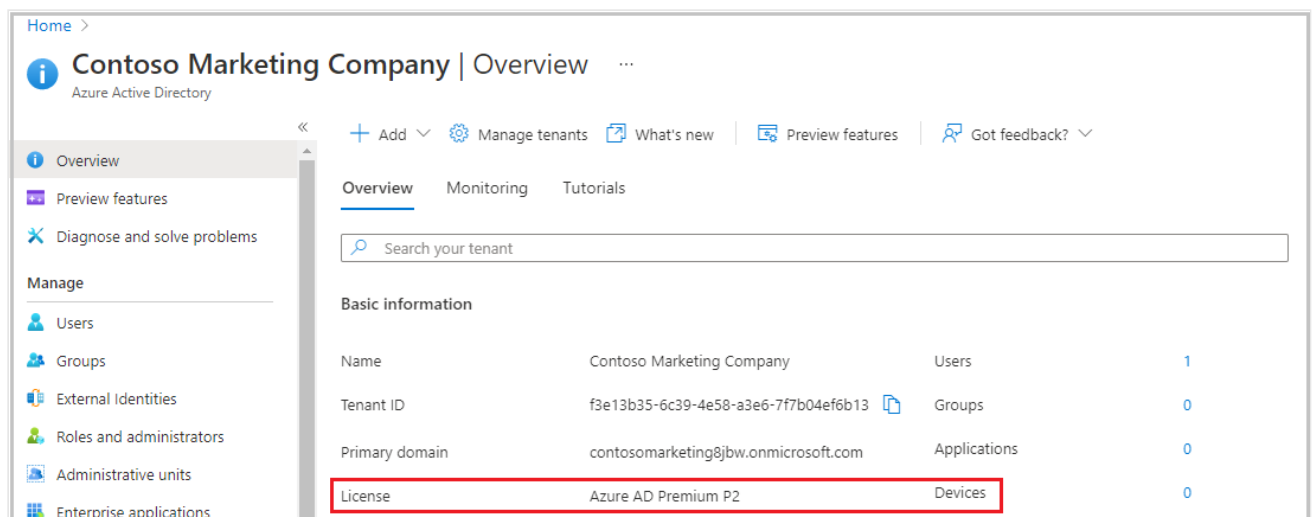 Home >
Contoso Marketing Company | Overview ...
Azure Active Directory
«
Overview
Preview features
Diagnose and solve problems
Manage
Users
Groups
External Identities
Roles and administrators
Administrative units
Enterprise applications
+ Add Manage tenants What's new Preview features Got feedback?
Overview Monitoring Tutorials
Search your tenant
Basic information
Name Contoso Marketing Company Users 1
Tenant ID f3e13b35-6c39-4e58-a3e6-7f7b04ef6b13 Groups 0
Primary domain contosomarketing8jbw.onmicrosoft.com Applications 0
License Azure AD Premium P2 Devices 0